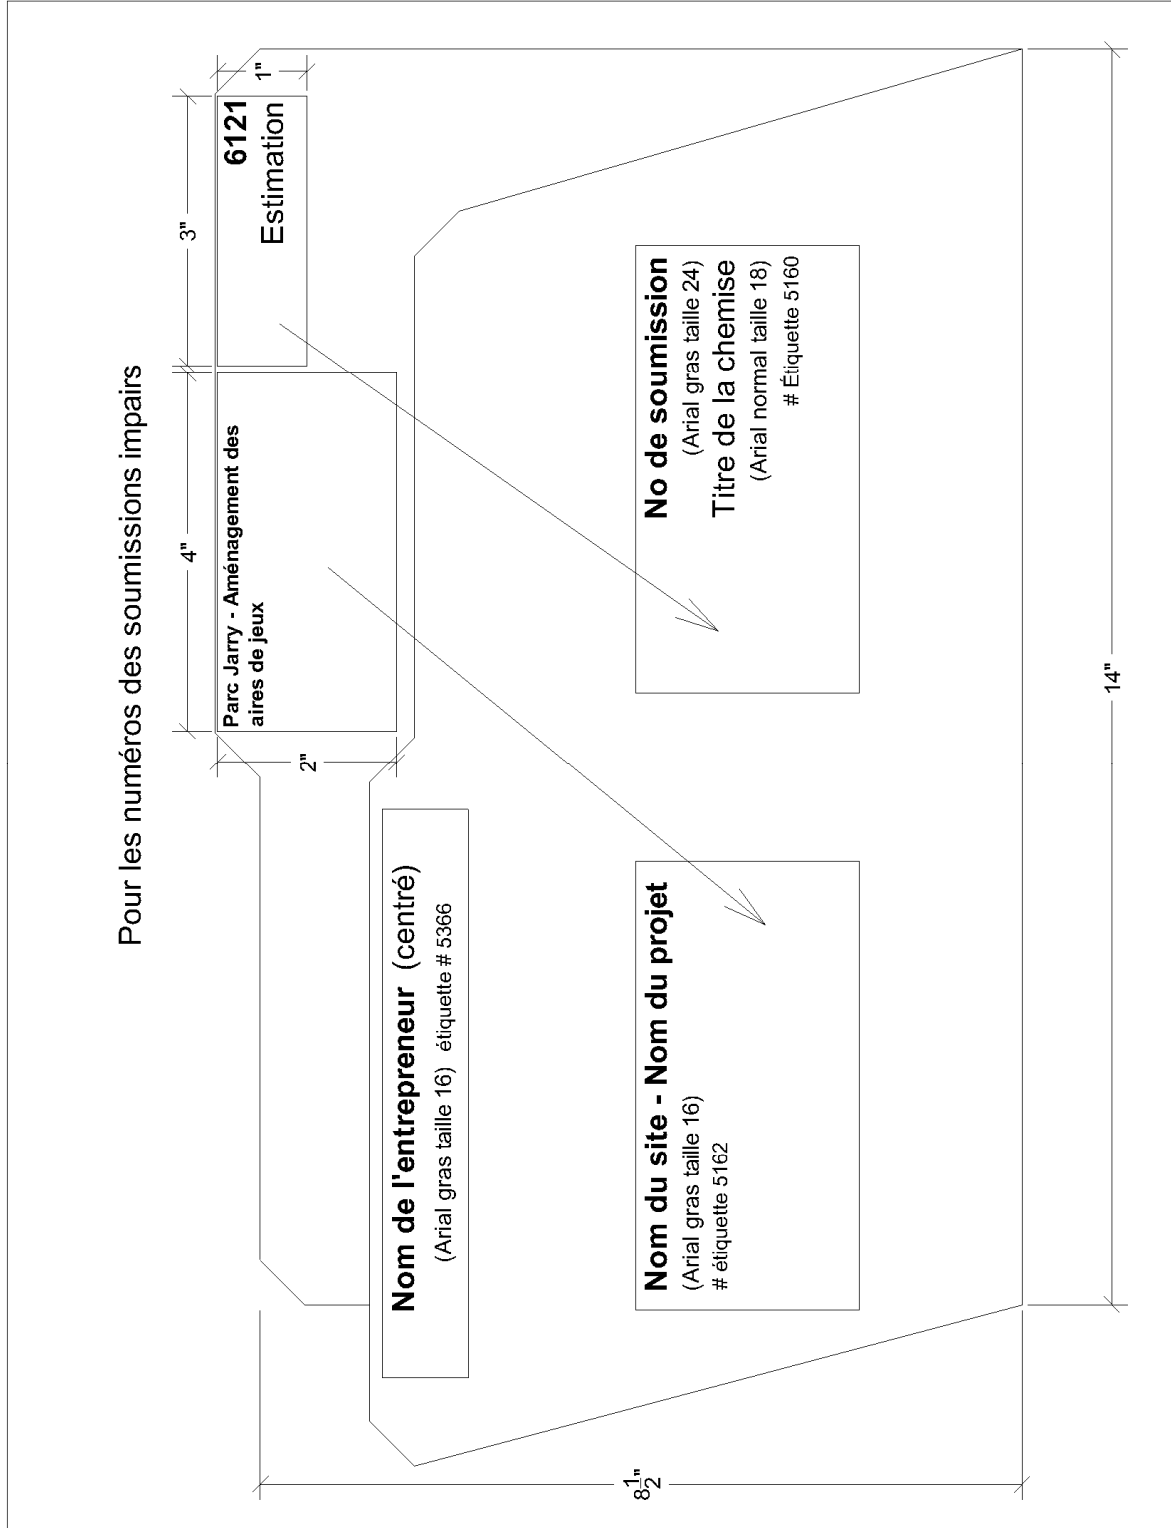 Pour les numéros des soumissions impairs
4"
3"
Parc Jarry - Aménagement des
aires de jeux
6121
Estimation
1"
2"
Nom de l'entrepreneur (centré)
(Arial gras taille 16) étiquette # 5366
Nom du site - Nom du projet
(Arial gras taille 16)
# étiquette 5162
No de soumission
(Arial gras taille 24)
Titre de la chemise
(Arial normal taille 18)
# Étiquette 5160
8 1/2"
14"